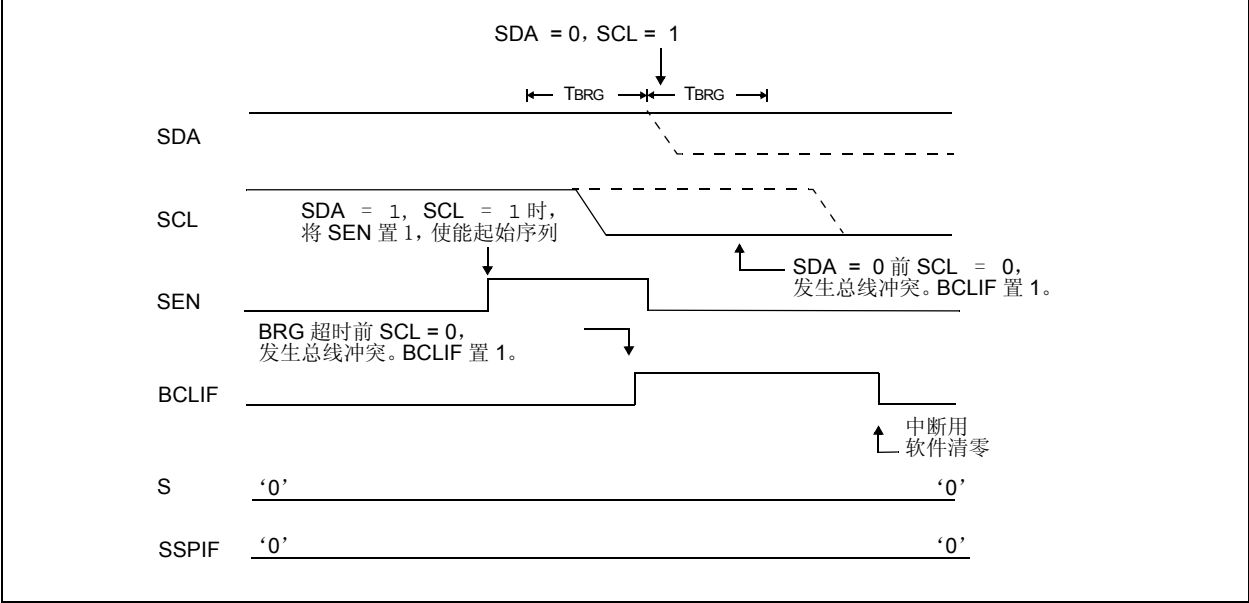 SDA = 0, SCL = 1
TBRG TBRG
SDA
SCL
SDA = 1, SCL = 1 时,
将 SEN 置 1, 使能起始序列
SDA = 0 前 SCL = 0,
发生总线冲突。BCLIF 置 1。
SEN
BRG 超时前 SCL = 0,
发生总线冲突。BCLIF 置 1。
BCLIF
中断用
软件清零
S ‘0’ ‘0’
SSPIF ‘0’ ‘0’